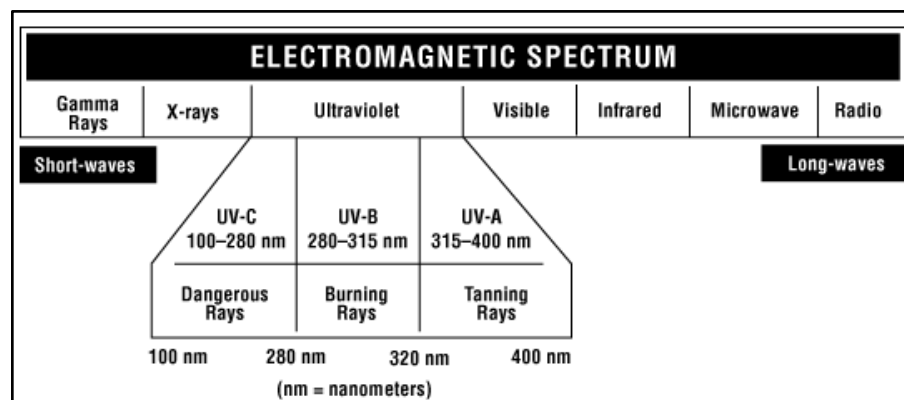 ELECTROMAGNETIC SPECTRUM
Gamma
Rays
X-rays
Ultraviolet
Visible
Infrared
Microwave
Radio
Short-waves
Long-waves
UV-C
100–280 nm
UV-B
280–315 nm
UV-A
315–400 nm
Dangerous
Rays
Burning
Rays
Tanning
Rays
100 nm
280 nm
320 nm
400 nm
(nm = nanometers)